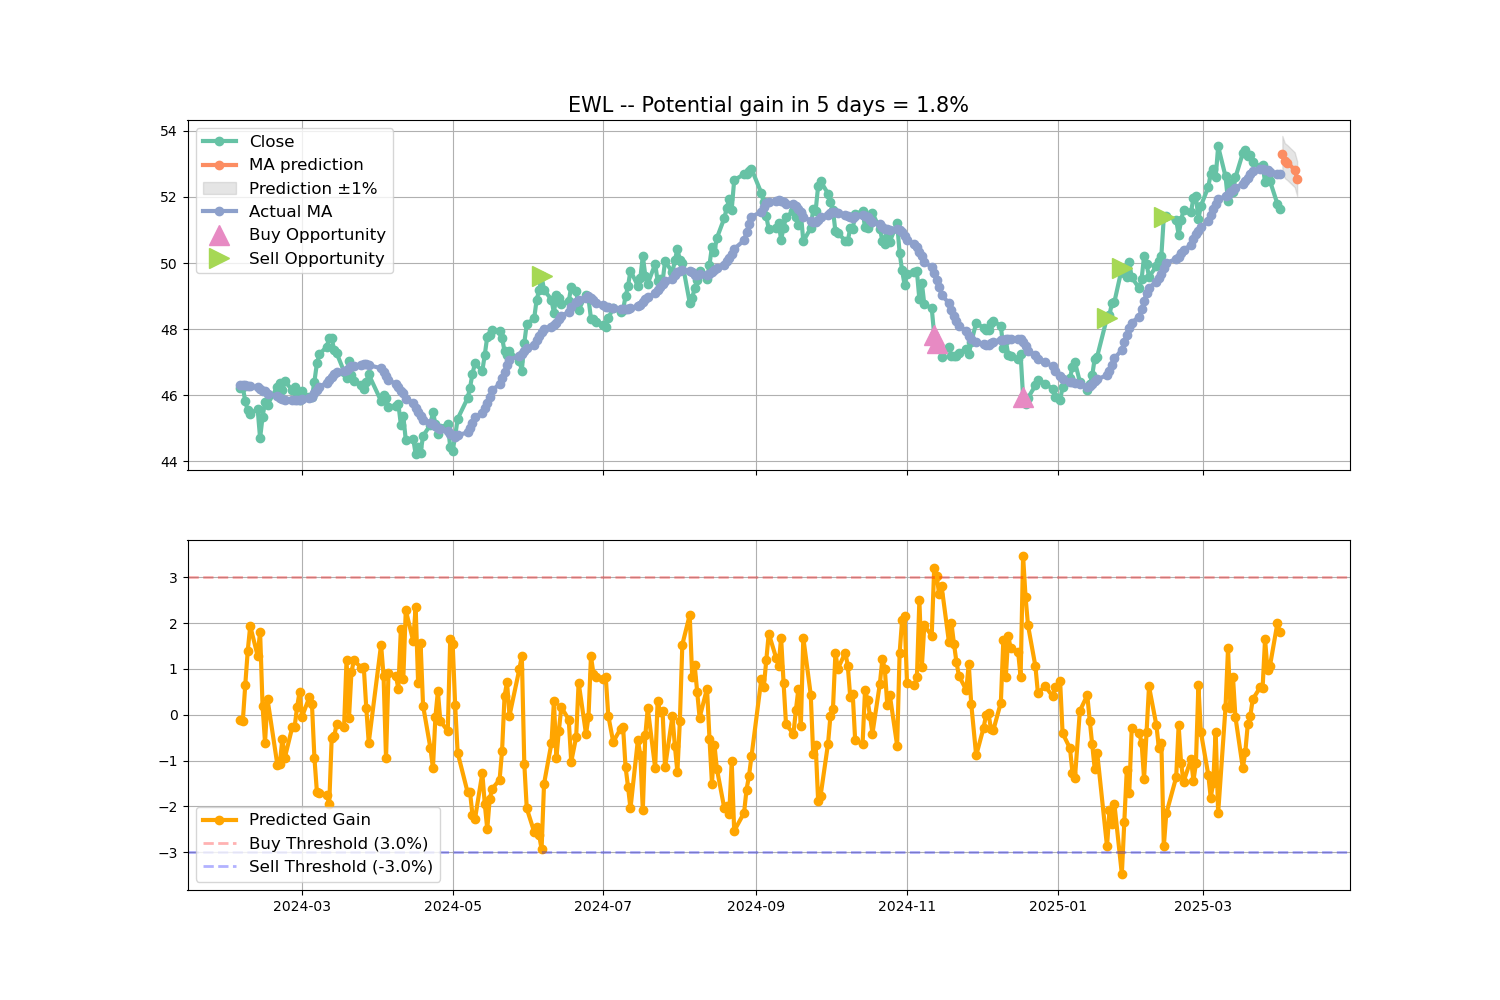 EWL -- Potential gain in 5 days = 1.8%
54
52
50
48
46
44
Close
MA prediction
Prediction ±1%
Actual MA
Buy Opportunity
Sell Opportunity
3
2
1
0
−1
−2
−3
Predicted Gain
Buy Threshold (3.0%)
Sell Threshold (-3.0%)
2024-03 2024-05 2024-07 2024-09 2024-11 2025-01 2025-03